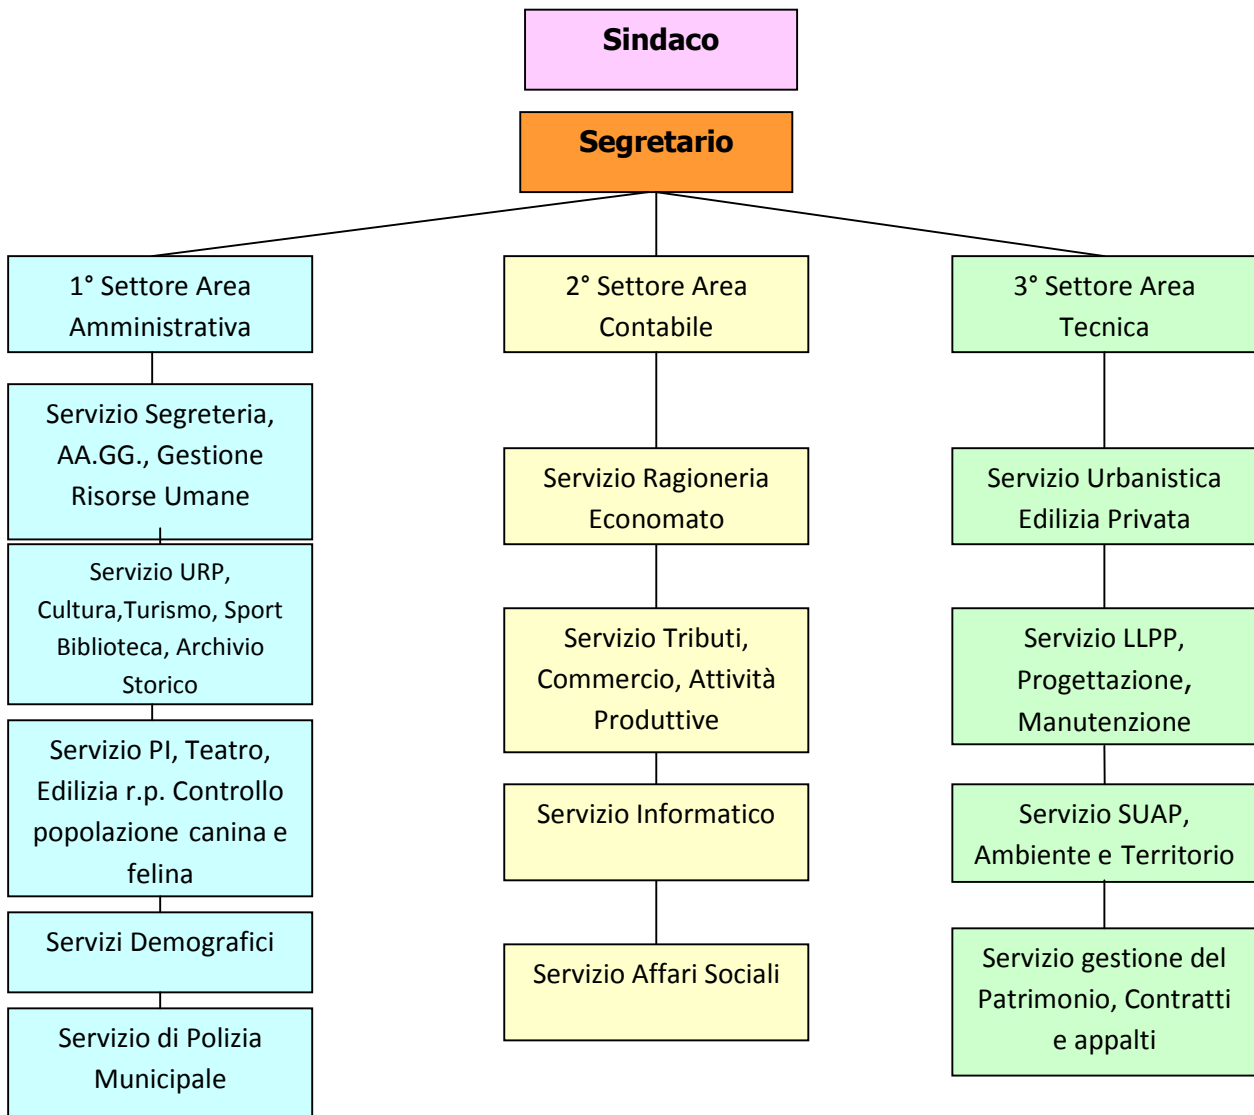 Sindaco
Segretario
1° Settore Area
Amministrativa
Servizio Segreteria,
AA.GG., Gestione
Risorse Umane
Servizio URP,
Cultura,Turismo, Sport
Biblioteca, Archivio
Storico
Servizio PI, Teatro,
Edilizia r.p. Controllo
popolazione canina e
felina
Servizi Demografici
Servizio di Polizia
Municipale
2° Settore Area
Contabile
Servizio Ragioneria
Economato
Servizio Tributi,
Commercio, Attività
Produttive
Servizio Informatico
Servizio Affari Sociali
3° Settore Area
Tecnica
Servizio Urbanistica
Edilizia Privata
Servizio LLPP,
Progettazione,
Manutenzione
Servizio SUAP,
Ambiente e Territorio
Servizio gestione del
Patrimonio, Contratti
e appalti